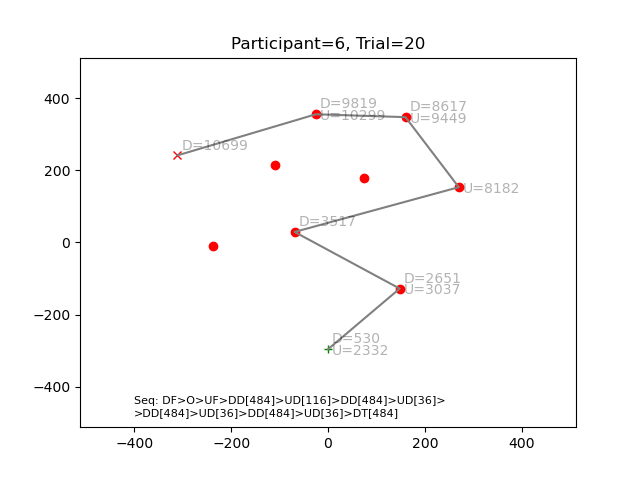 Participant=6, Trial=20
D=9819
U=10299
D=8617
U=9449
D=10699
U=8182
D=3517
D=2651
U=3037
D=530
U=2332
Seq: DF>O>UF>DD[484]>UD[116]>DD[484]>UD[36]>
>DD[484]>UD[36]>DD[484]>UD[36]>DT[484]
400
200
0
−200
−400
−400 −200 0 200 400